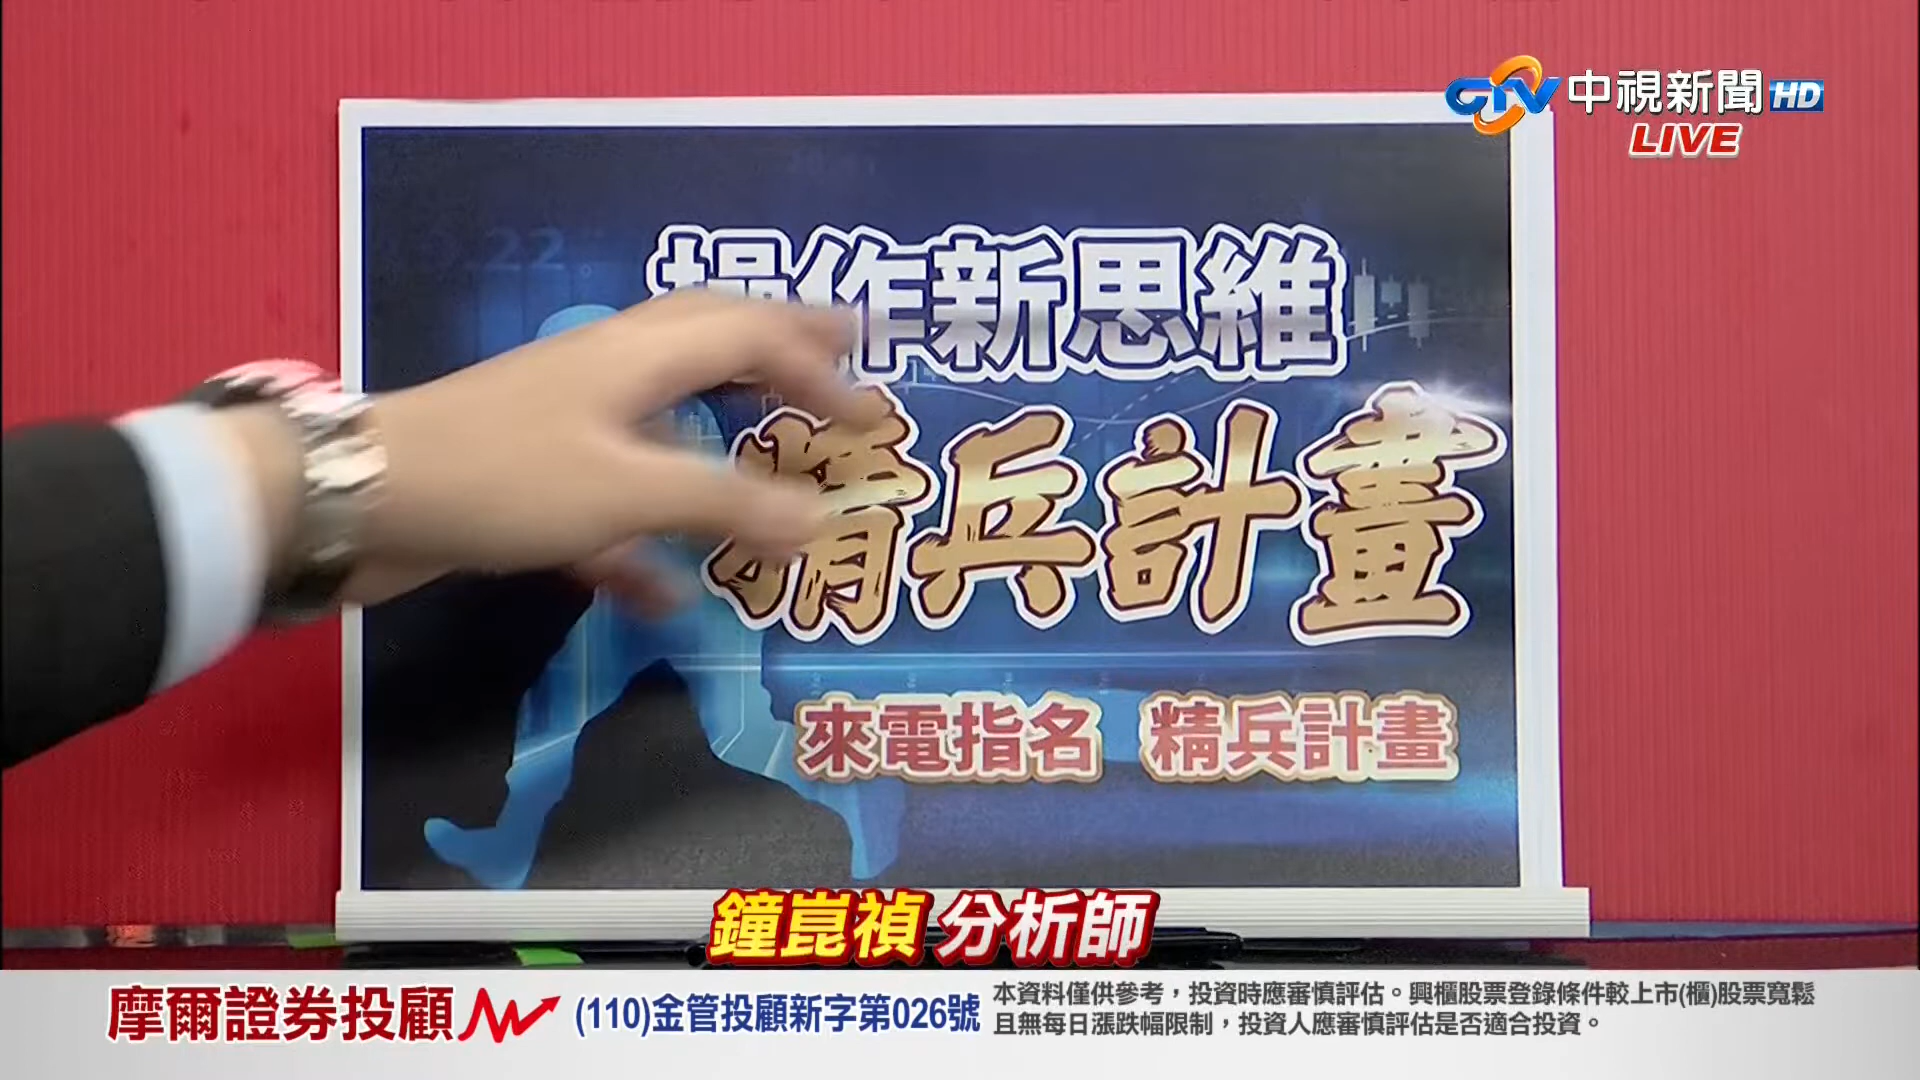 CTV 中視新聞 HD
LIVE
22
操作新思維
精兵計畫
來電指名 精兵計畫
鐘崑禎 分析師
摩爾證券投顧 (110)金管投顧新字第026號
本資料僅供參考，投資時應審慎評估。興櫃股票登錄條件較上市(櫃)股票寬鬆
且無每日漲跌幅限制，投資人應審慎評估是否適合投資。